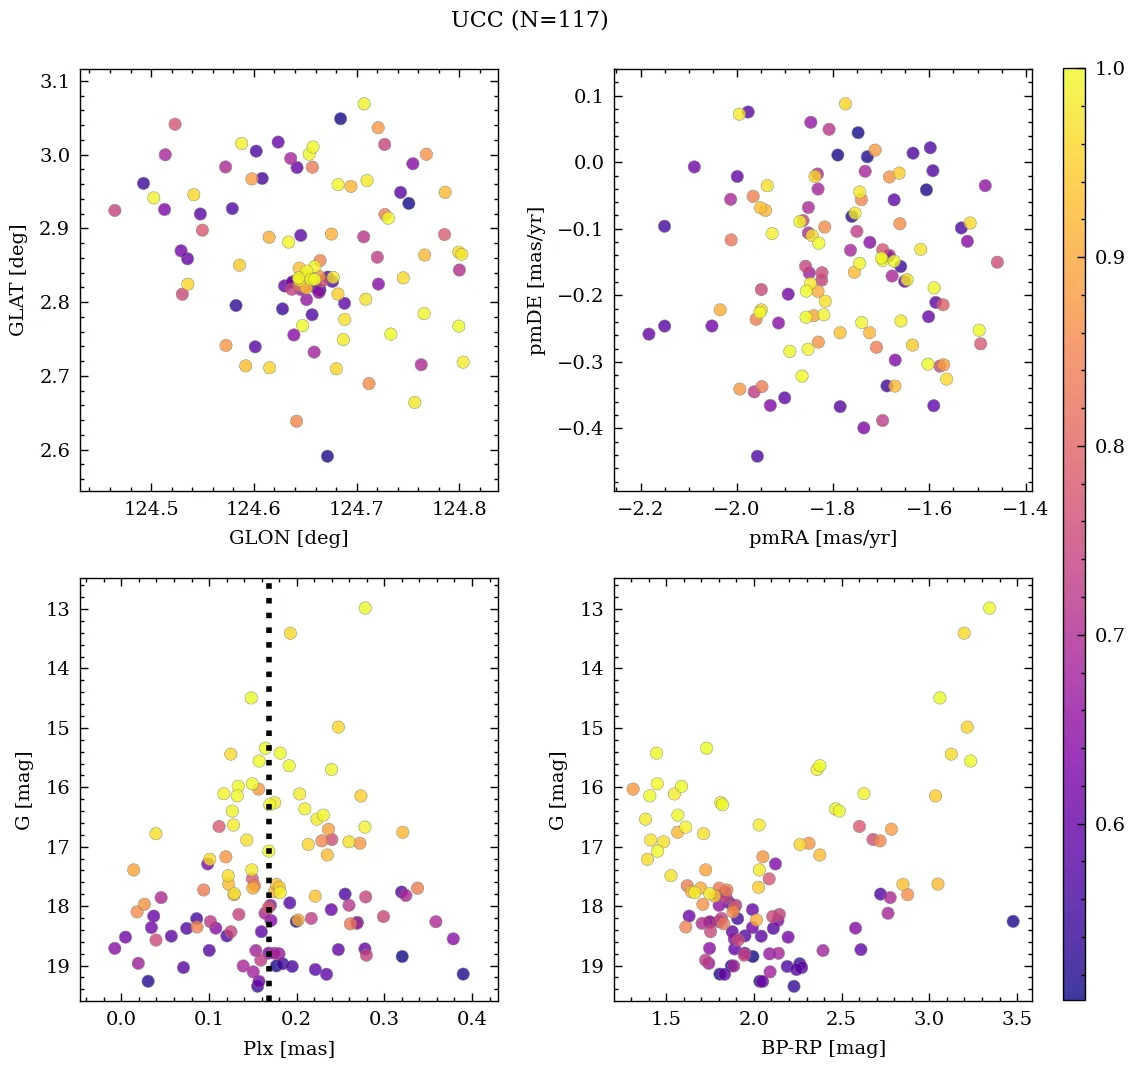 UCC (N=117)
3.1
3.0
2.9
2.8
2.7
2.6
GLAT [deg]
124.5 124.6 124.7 124.8
GLON [deg]
0.1
0.0
−0.1
−0.2
−0.3
−0.4
pmDE [mas/yr]
−2.2 −2.0 −1.8 −1.6 −1.4
pmRA [mas/yr]
1.0
0.9
0.8
0.7
0.6
13
14
15
16
17
18
19
G [mag]
0.0 0.1 0.2 0.3 0.4
Plx [mas]
13
14
15
16
17
18
19
G [mag]
1.5 2.0 2.5 3.0 3.5
BP-RP [mag]